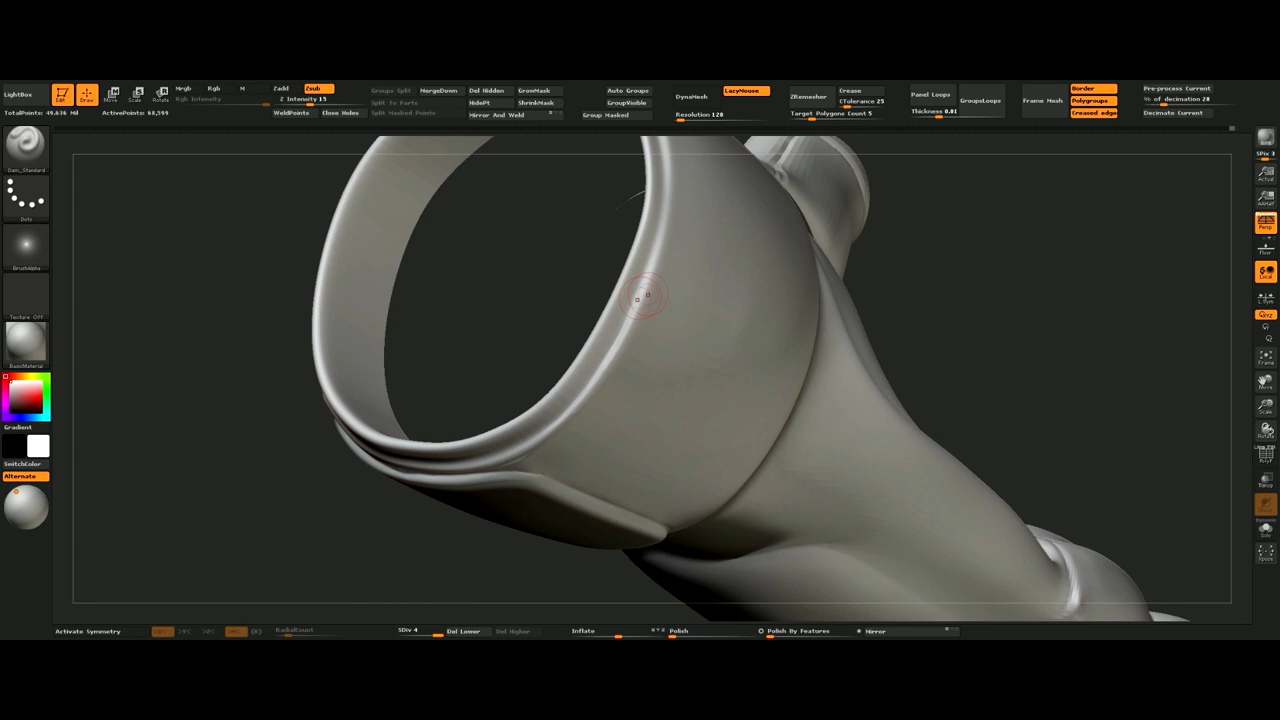 LightBox
Edit
Draw
Move
Scale
Rotate
Mrgb Rgb M
Rgb Intensity
Zadd Zsub
Z Intensity 15
WeldPoints Close Holes
Groups Split MergeDown
Split To Parts
Split Masked Points
Del Hidden GrowMask
HidePt ShrinkMask
Mirror And Weld
Auto Groups
GroupVisible
Group Masked
DynaMesh LazyMouse
Resolution 128
ZRemesher Crease
CTolerance 25
Target Polygons Count 5
Panel Loops GroupsLoops
Thickness 0.01
Frame Mesh
Border
Polygroups
Creased edge
Pre-process Current
% of decimation 20
Decimate Current
TotalPoints: 49.636 Mil ActivePoints: 68,599
Dam_Standard
Dots
BrushAlpha
Texture Off
BasicMaterial
Gradient
SwitchColor
Alternate
SPix 3
Actual
AAHalf
Persp
Floor
Local
L.Sym
Frame
Move
Scale
Rotate
PolyF
Transp
Solo
Xpose
Activate Symmetry
(R)
RadialCount
SDiv 4
Del Lower Del Higher
Inflate
Polish
Polish By Features
Mirror